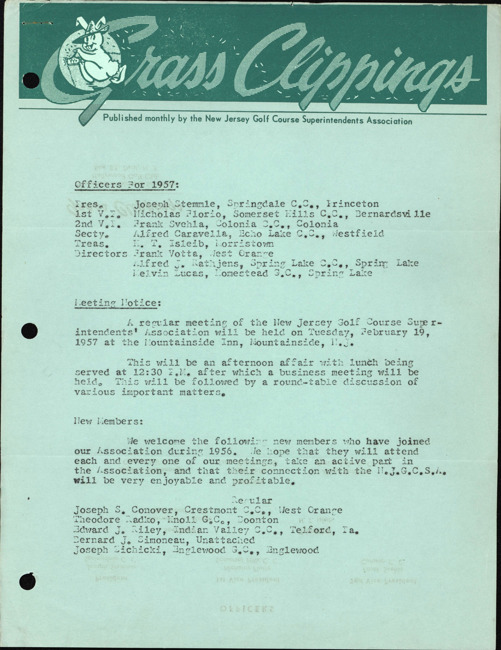 Grass Clippings
Published monthly by the New Jersey Golf Course Superintendents Association
Officers For 1957:
Pres. Joseph Stemmle, Springdale C.C., Princeton
1st V.P. Nicholas Florio, Somerset Hills C.C., Bernardsville
2nd V.P. Frank Svehla, Colonia C.C., Colonia
Secty. Alfred Caravella, Echo Lake C.C., Westfield
Treas. T. Isleib, Morristown
Directors Frank Votta, West Orange
Alfred J. Rathjens, Spring Lake C.C., Spring Lake
Melvin Lucas, Homestead G.C., Spring Lake
Meeting Notice:
A regular meeting of the New Jersey Golf Course Super-
intendents' Association will be held on Tuesday, February 19,
1957 at the Mountainside Inn, Mountainside, N.J.
This will be an afternoon affair with lunch being
served at 12:30 P.M. after which a business meeting will be
held. This will be followed by a round-table discussion of
various important matters.
New Members:
We welcome the following new members who have joined
our Association during 1956. We hope that they will attend
each and every one of our meetings, take an active part in
the Association, and that their connection with the N.J.G.C.S.A.
will be very enjoyable and profitable.
Regular
Joseph S. Conover, Crestmont C.C., West Orange
Theodore Radko, Knoll G.C., Boonton
Edward J. Riley, Indian Valley C.C., Telford, Pa.
Bernard J. Simoneau, Unattached
Joseph Cichicki, Englewood G.C., Englewood